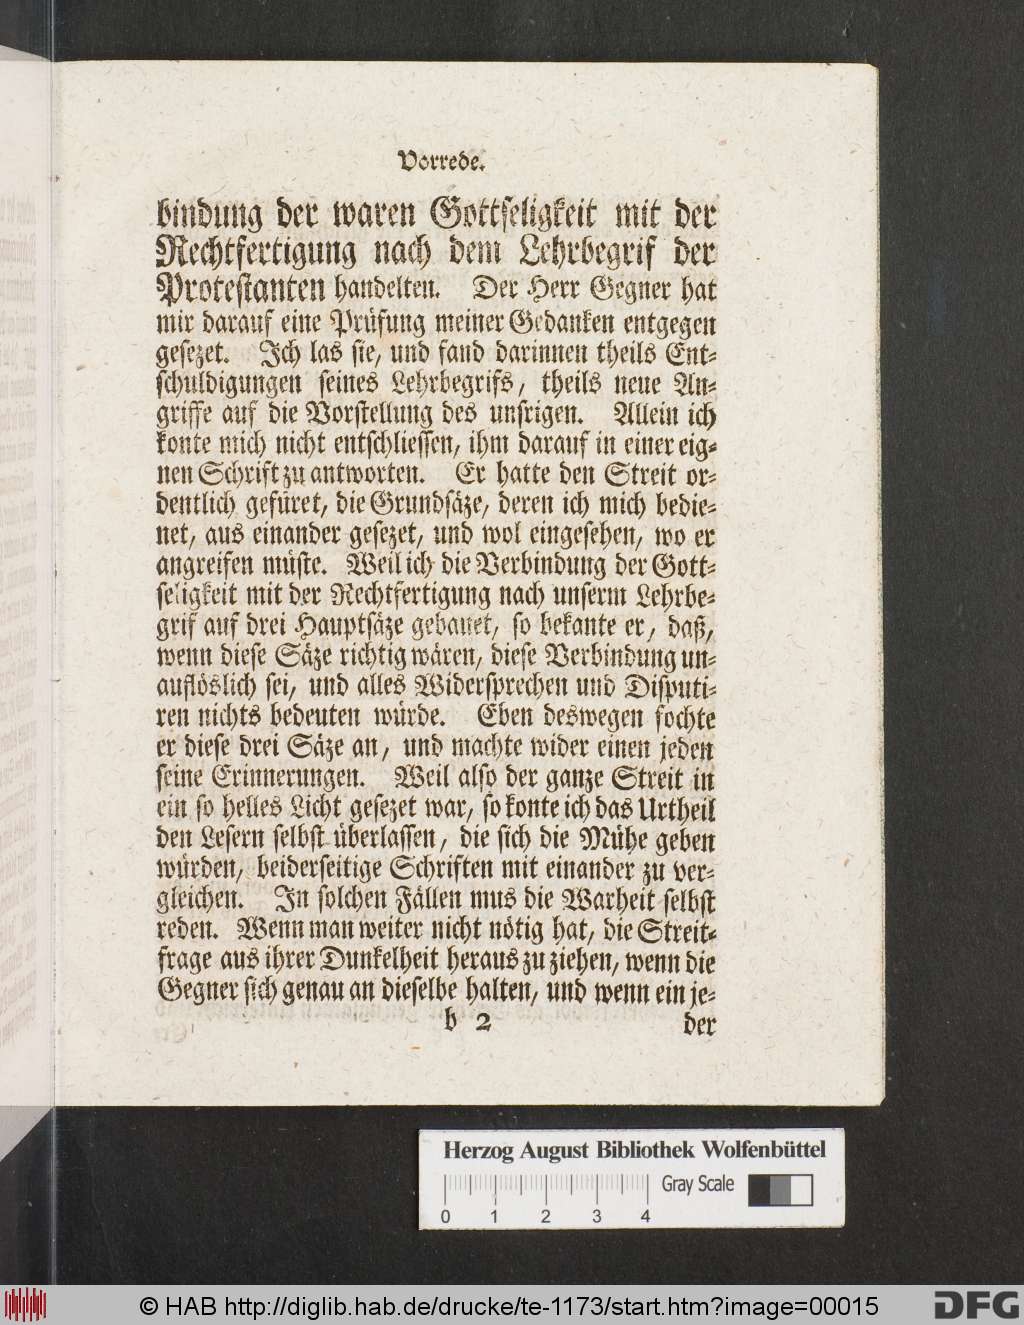 Vorrede.
bindung der waren Gottseligkeit mit der
Rechtfertigung nach dem Lehrbegrif der
Protestanten handelten. Der Herr Gegner hat
mir darauf eine Prüfung meiner Gedanken entgegen
gesezet. Ich las sie, und fand darinnen theils Ent-
schuldigungen seines Lehrbegrifs, theils neue An-
griffe auf die Vorstellung des unsrigen. Allein ich
konte mich nicht entschliessen, ihm darauf in einer eig-
nen Schrift zu antworten. Er hatte den Streit or-
dentlich gefüret, die Grundsäze, deren ich mich bedie-
net, aus einander gesezet, und wol eingesehen, wo er
angreifen müste. Weil ich die Verbindung der Gott-
seligkeit mit der Rechtfertigung nach unserm Lehrbe-
grif auf drei Hauptsäze gebauet, so bekante er, daß,
wenn diese Säze richtig wären, diese Verbindung un-
auflöslich sei, und alles Widersprechen und Disputi-
ren nichts bedeuten würde. Eben deswegen fochte
er diese drei Säze an, und machte wider einen jeden
seine Erinnerungen. Weil also der ganze Streit in
ein so helles Licht gesezet war, so konte ich das Urtheil
den Lesern selbst überlassen, die sich die Mühe geben
würden, beiderseitige Schriften mit einander zu ver-
gleichen. In solchen Fällen mus die Warheit selbst
reden. Wenn man weiter nicht nötig hat, die Streit-
frage aus ihrer Dunkelheit heraus zu ziehen, wenn die
Gegner sich genau an dieselbe halten, und wenn ein je-
b 2 der
Herzog August Bibliothek Wolfenbüttel
Gray Scale
0 1 2 3 4
© HAB http://diglib.hab.de/drucke/te-1173/start.htm?image=00015
DFG